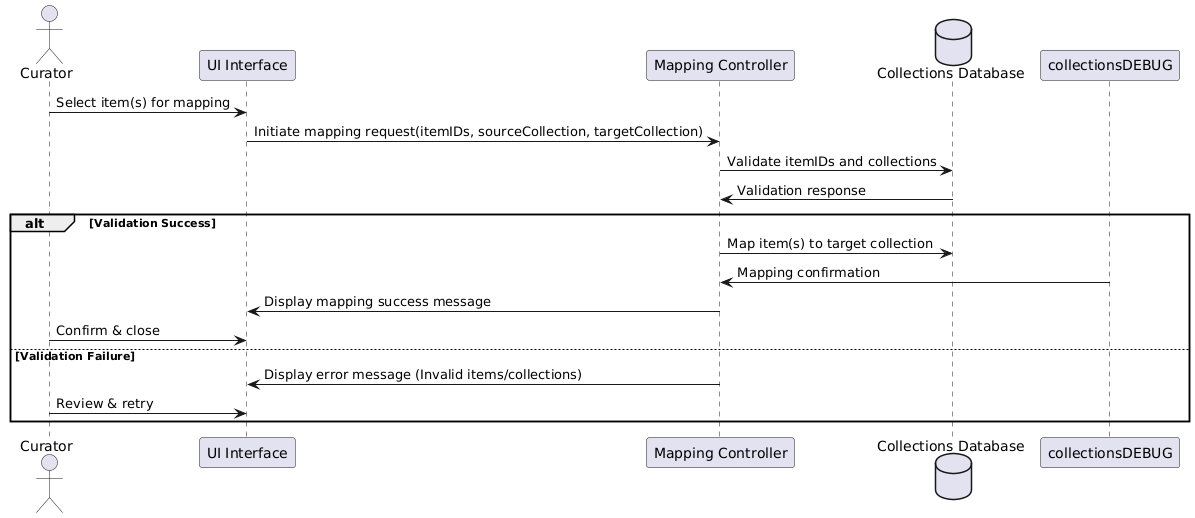 Curator
UI Interface
Mapping Controller
Collections Database
collectionsDEBUG
Select item(s) for mapping
Initiate mapping request(itemIDs, sourceCollection, targetCollection)
Validate itemIDs and collections
Validation response
alt [Validation Success]
Map item(s) to target collection
Mapping confirmation
Display mapping success message
Confirm & close
[Validation Failure]
Display error message (Invalid items/collections)
Review & retry
Curator
UI Interface
Mapping Controller
Collections Database
collectionsDEBUG